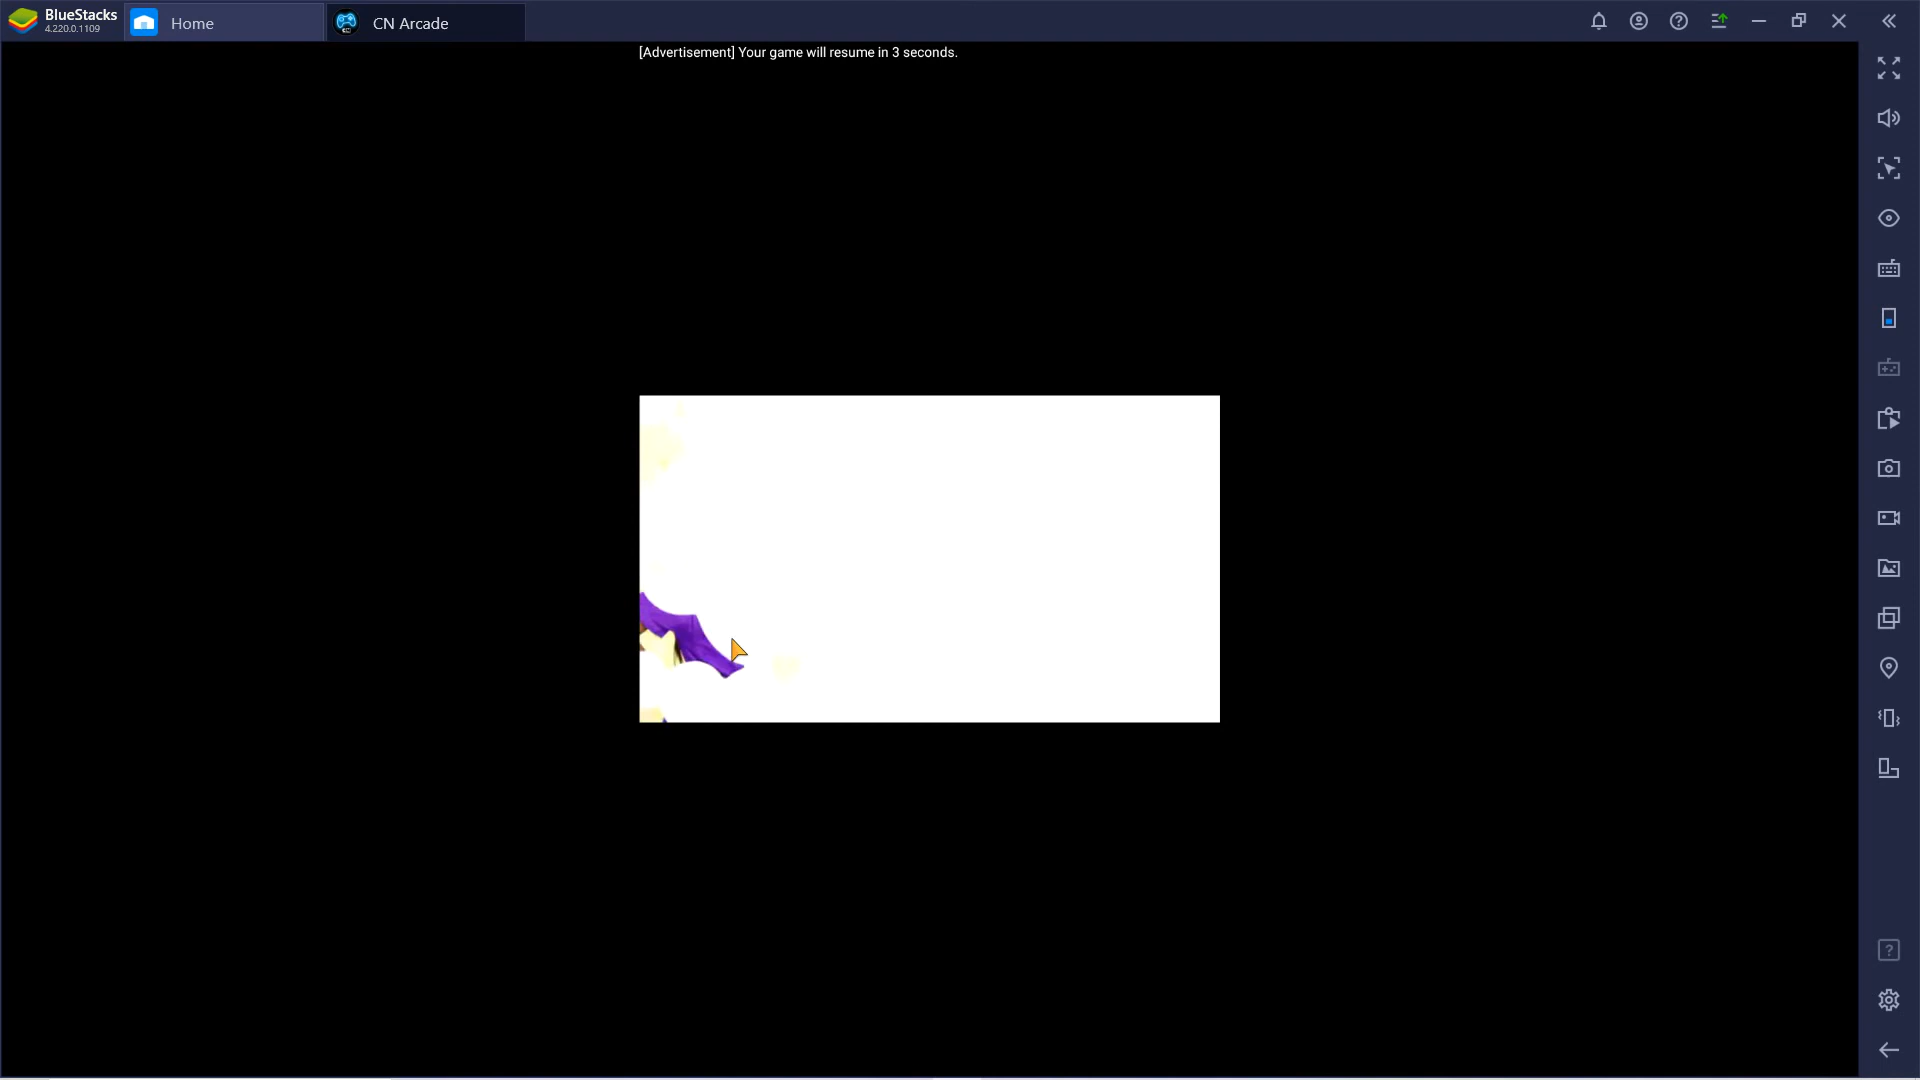 BlueStacks
4.220.0.1109
Home
CN Arcade
[Advertisement] Your game will resume in 3 seconds.